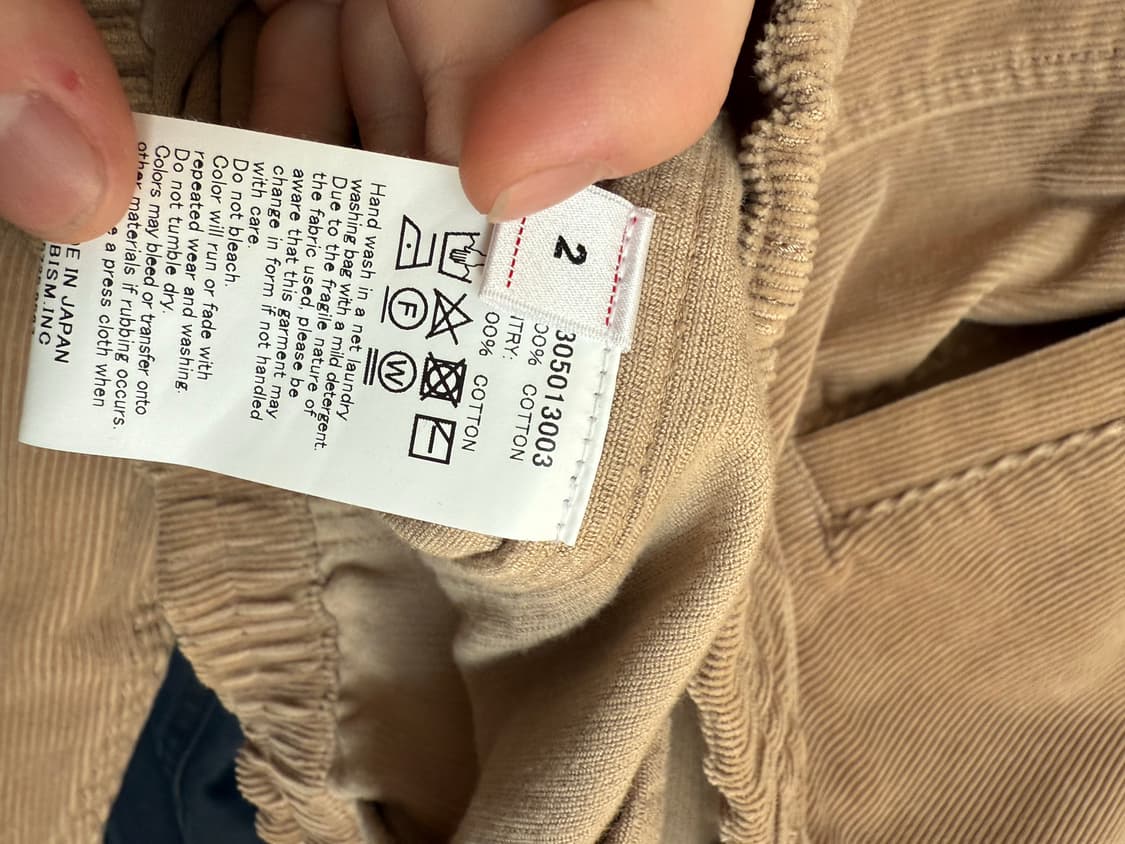 2
305013003
COTTON
COTTON
F
W
Hand wash in a net laundry
washing bag with a mild detergent.
Due to the fragile nature of
the fabric used, please be
aware that this garment may
change in form if not handled
with care.
Do not bleach.
Color will run or fade with
repeated wear and washing.
Do not tumble dry.
Colors may bleed or transfer onto
other materials if rubbing occurs.
a press cloth when
IN JAPAN
BISM.INC